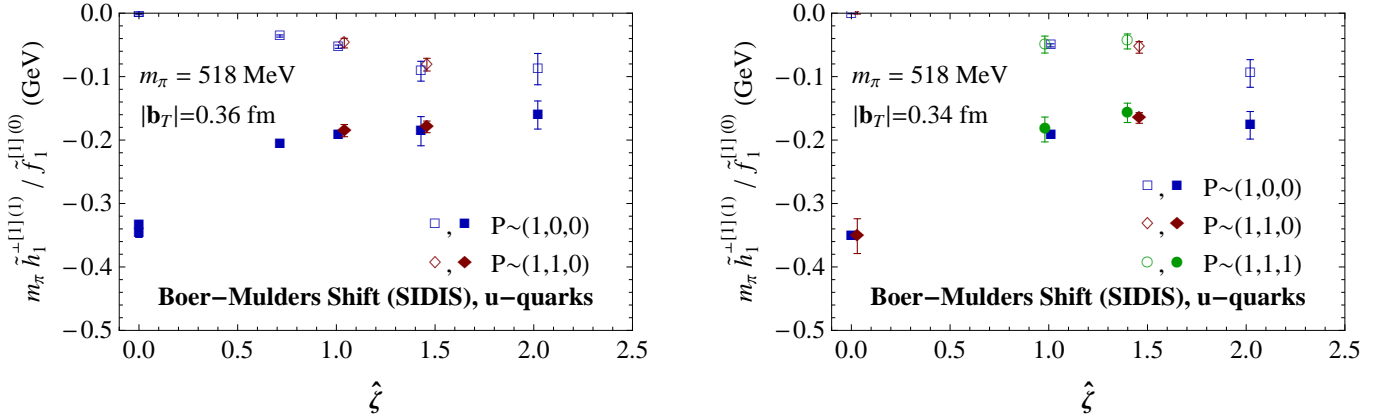 0.0
−0.1
−0.2
−0.3
−0.4
−0.5
m_π h̃_1^{⊥[1](1) / f̃_1^{[1](0)} (GeV)
m_π = 518 MeV
|b_T|=0.36 fm
, P~(1,0,0)
, P~(1,1,0)
Boer−Mulders Shift (SIDIS), u−quarks
0.0 0.5 1.0 1.5 2.0 2.5
ζ̂
0.0
−0.1
−0.2
−0.3
−0.4
−0.5
m_π h̃_1^{⊥[1](1)} / f̃_1^{[1](0)} (GeV)
m_π = 518 MeV
|b_T|=0.34 fm
, P~(1,0,0)
, P~(1,1,0)
, P~(1,1,1)
Boer−Mulders Shift (SIDIS), u−quarks
0.0 0.5 1.0 1.5 2.0 2.5
ζ̂